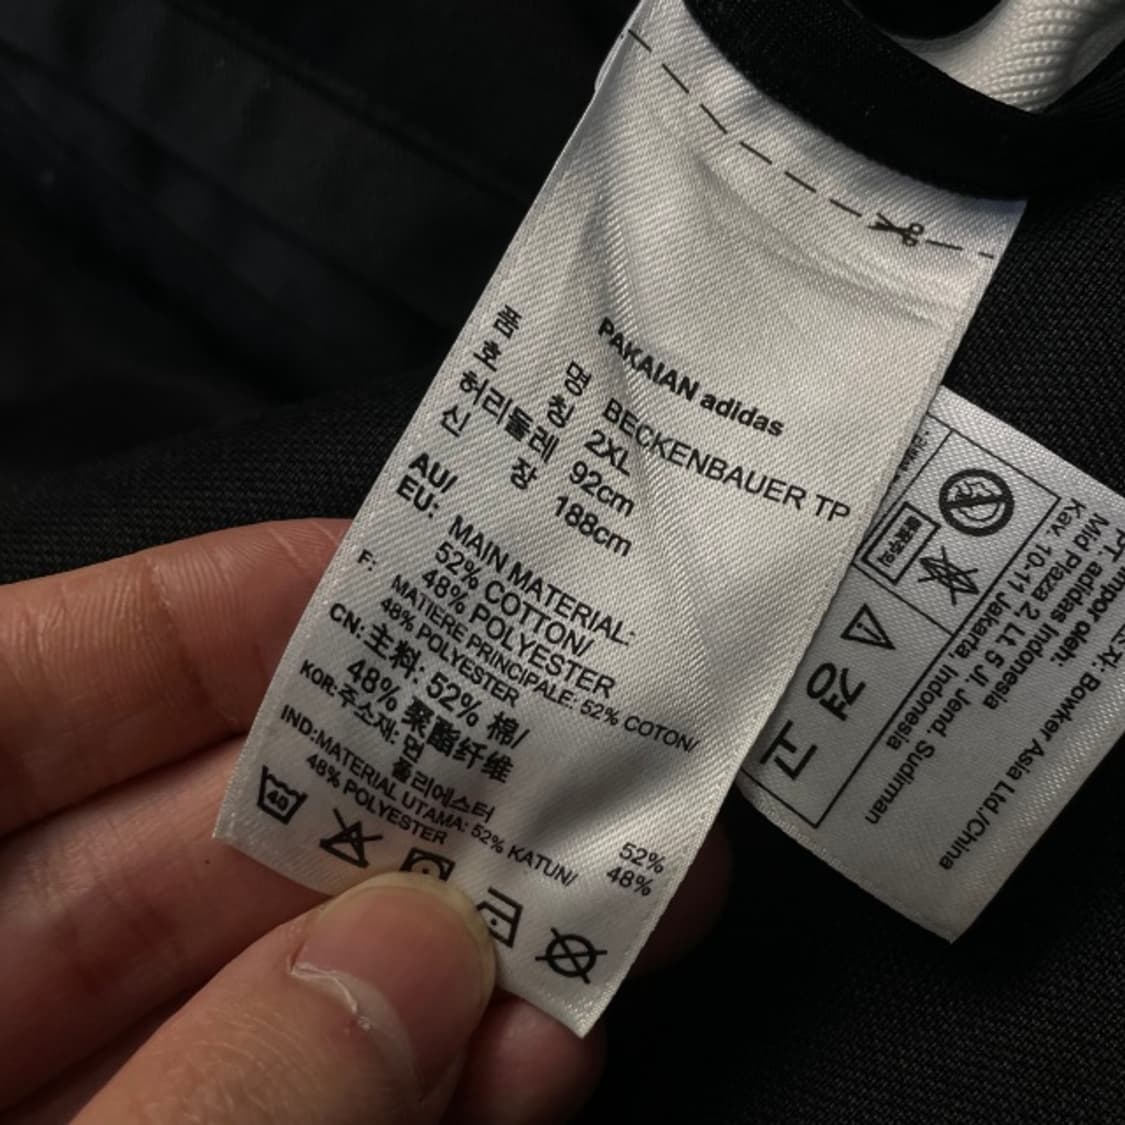 PAKAIAN adidas
품 명 BECKENBAUER TP
호 칭 2XL
허리둘레 92cm
신 장 188cm
AU/
EU: MAIN MATERIAL:
52% COTTON/
48% POLYESTER
F: MATIERE PRINCIPALE: 52% COTON/
48% POLYESTER
CN: 主料: 52% 棉/
48% 聚酯纤维
KOR: 주소재: 면 52%
폴리에스터 48%
IND:MATERIAL UTAMA: 52% KATUN/
48% POLYESTER
40
Bowker Asia Ltd./China
Impor oleh:
PT. adidas Indonesia
Mid Plaza 2, Lt. 5 Jl. Jend. Sudirman
Kav. 10-11 Jakarta, Indonesia